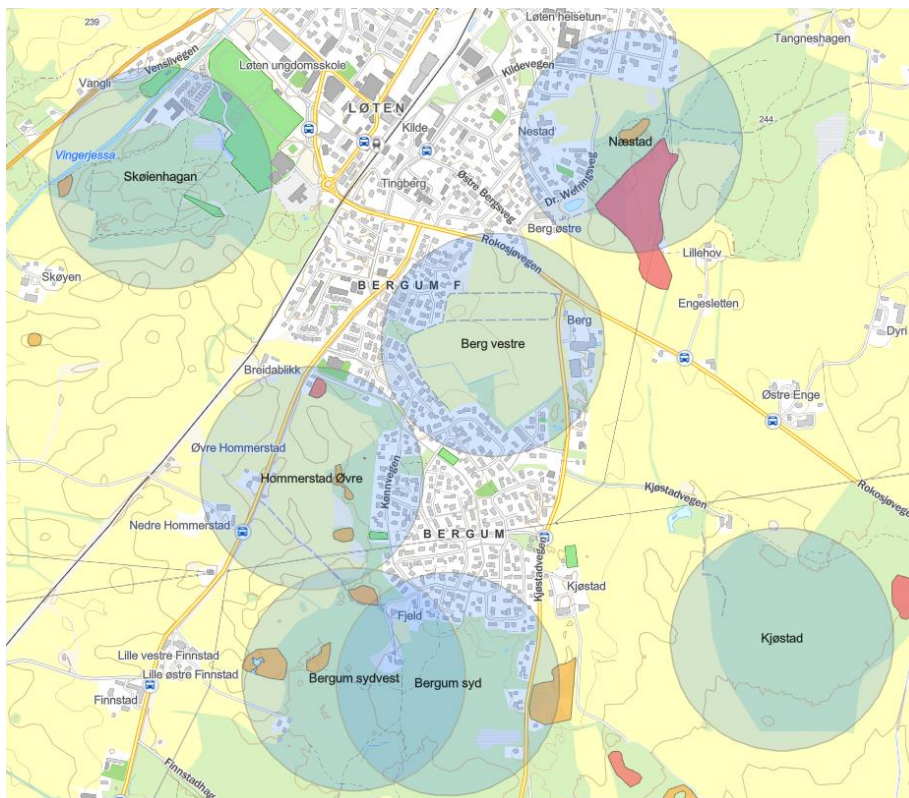 239
Venslivegen
Løten ungdomsskole
Løten helsetun
Kildevegen
Tangneshagen
Vangli
LØTEN
Kilde
Nestad
244
Næstad
Vingerjessa
Skøienhagan
Tingberg
Østre Bergsveg
Dr. Wefringsveg
Berg østre
Rokosjøvegen
Lillehov
Skøyen
BERGUM F
Engesletten
Berg
Dyri
Berg vestre
Breidablikk
Østre Enge
Øvre Hommerstad
Hommerstad Øvre
Kønnvegen
Kjøstadvegen
Rokosjøvegen
Nedre Hommerstad
BERGUM
Kjøstadvegen
Kjøstad
Fjeld
Kjøstad
Lille vestre Finnstad
Lille østre Finnstad
Bergum sydvest
Bergum syd
Finnstad
Finnstadhag